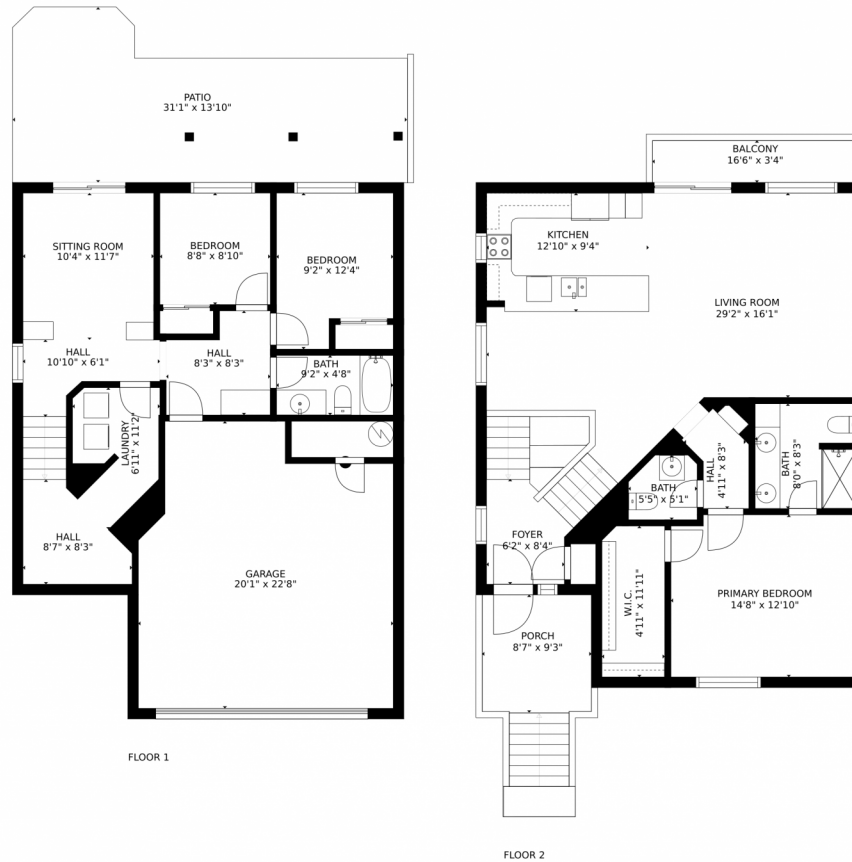 PATIO
31'1" x 13'10"
SITTING ROOM
10'4" x 11'7"
BEDROOM
8'8" x 8'10"
BEDROOM
9'2" x 12'4"
HALL
10'10" x 6'1"
HALL
8'3" x 8'3"
BATH
9'2" x 4'8"
LAUNDRY
6'11" x 11'2"
HALL
8'7" x 8'3"
GARAGE
20'1" x 22'8"
FLOOR 1
BALCONY
16'6" x 3'4"
KITCHEN
12'10" x 9'4"
LIVING ROOM
29'2" x 16'1"
HALL
4'11" x 8'3"
BATH
8'0" x 8'3"
BATH
5'5" x 5'1"
FOYER
6'2" x 8'4"
W.I.C.
4'11" x 11'11"
PRIMARY BEDROOM
14'8" x 12'10"
PORCH
8'7" x 9'3"
FLOOR 2